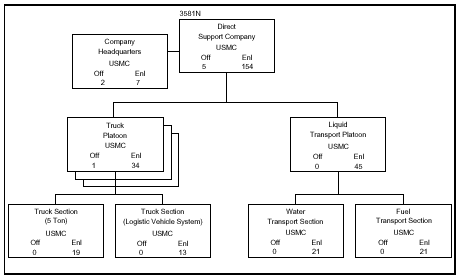 3581N
Direct
Support Company
USMC
Off Enl
5 154
Company
Headquarters
USMC
Off Enl
2 7
Truck
Platoon
USMC
Off Enl
1 34
Liquid
Transport Platoon
USMC
Off Enl
0 45
Truck Section
(5 Ton)
USMC
Off Enl
0 19
Truck Section
(Logistic Vehicle System)
USMC
Off Enl
0 13
Water
Transport Section
USMC
Off Enl
0 21
Fuel
Transport Section
USMC
Off Enl
0 21